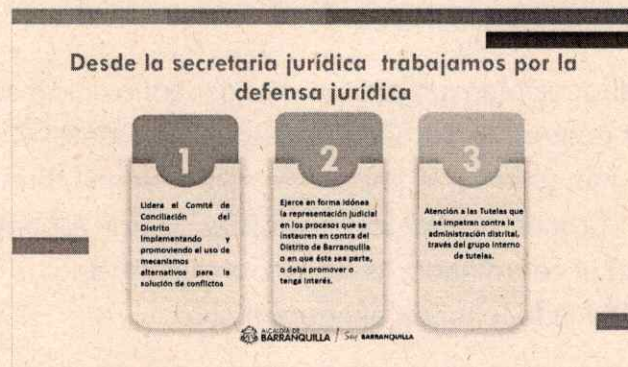 Desde la secretaria jurídica trabajamos por la
defensa jurídica
1
Lidera el Comité de
Conciliación del
Distrito
Implementando y
promoviendo el uso de
mecanismos
alternativos para la
solución de conflictos
2
Ejerce en forma idónea
la representación judicial
en los procesos que se
instauren en contra del
Distrito de Barranquilla
o en que éste sea parte,
o deba promover o
tenga interés.
3
Atención a las Tutelas que
se impetran contra la
administración distrital,
través del grupo interno
de tutelas.
ALCALDÍA DE
BARRANQUILLA
Soy BARRANQUILLA